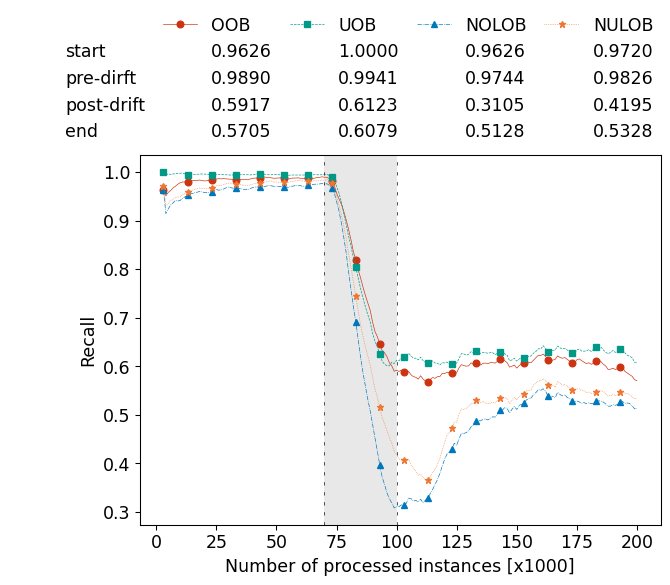 OOB UOB NOLOB NULOB
start 0.9626 1.0000 0.9626 0.9720
pre-dirft 0.9890 0.9941 0.9744 0.9826
post-drift 0.5917 0.6123 0.3105 0.4195
end 0.5705 0.6079 0.5128 0.5328
1.0
0.9
0.8
0.7
0.6
0.5
0.4
0.3
Recall
0 25 50 75 100 125 150 175 200
Number of processed instances [x1000]